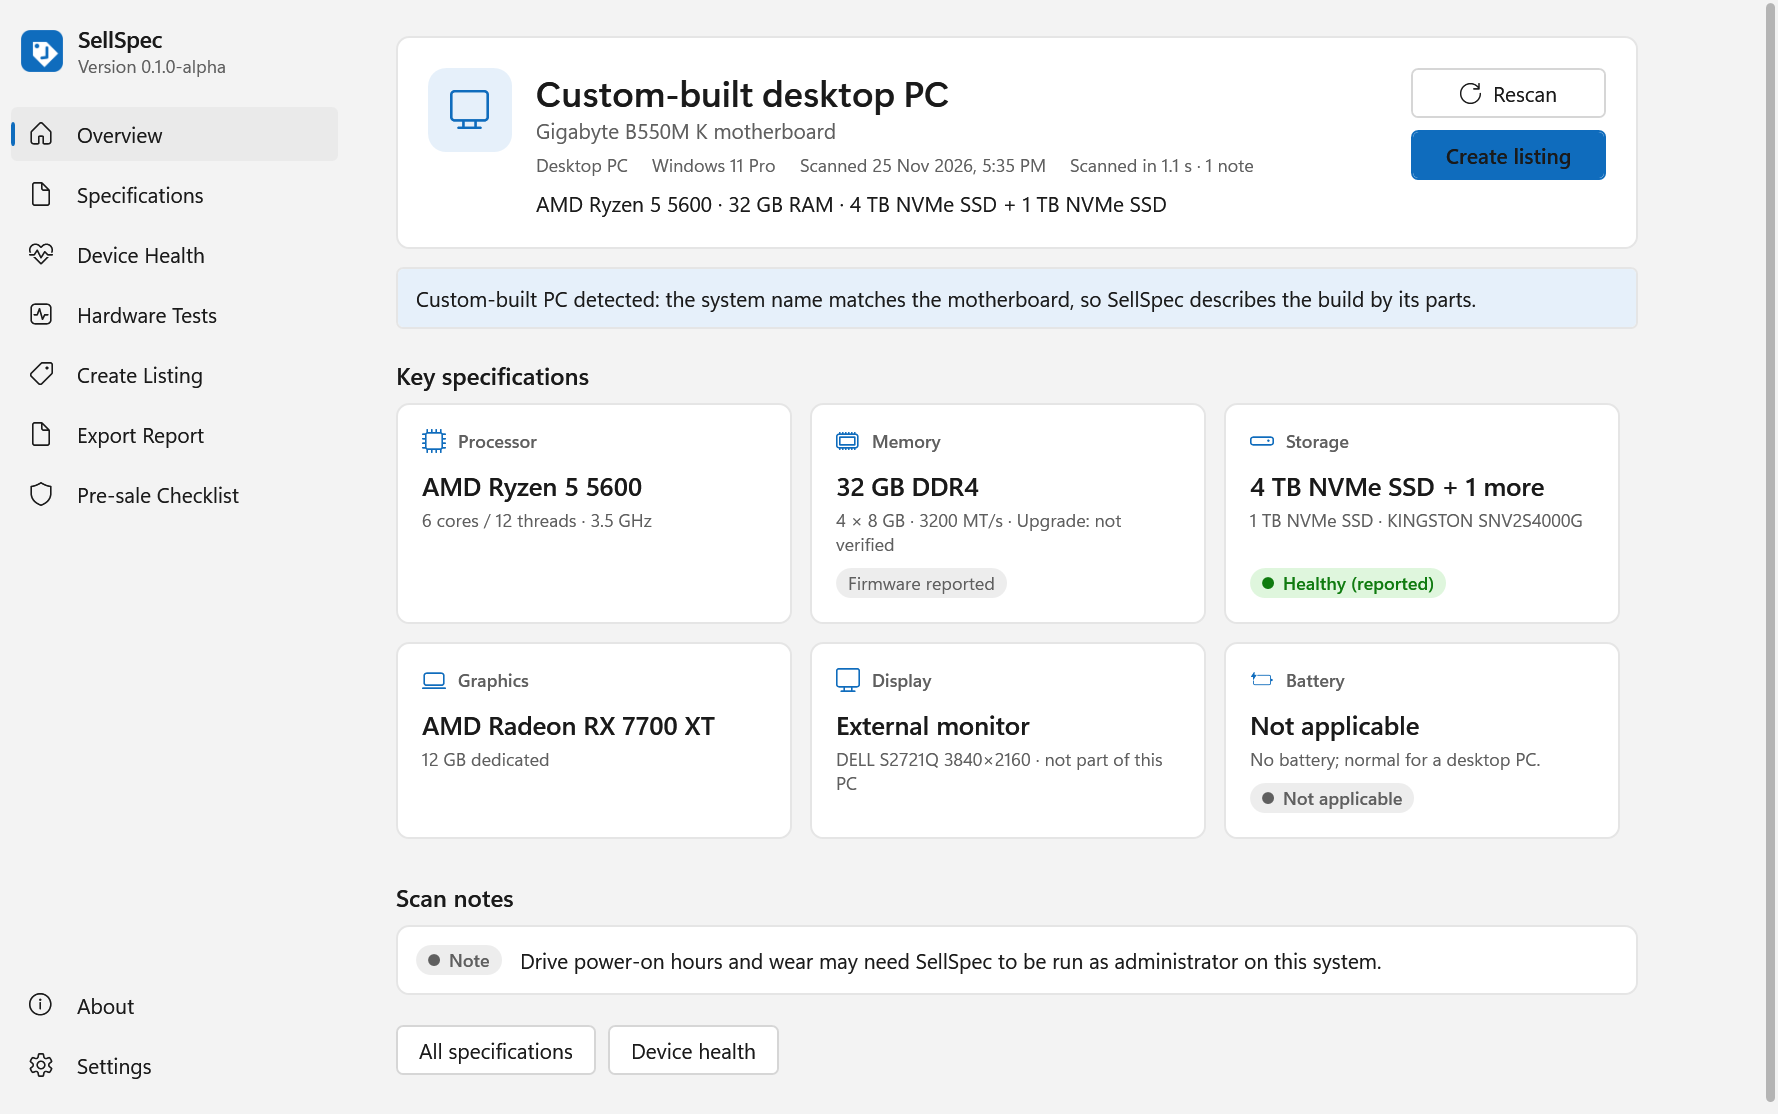 SellSpec
Version 0.1.0-alpha
Overview
Specifications
Device Health
Hardware Tests
Create Listing
Export Report
Pre-sale Checklist
About
Settings
Custom-built desktop PC
Gigabyte B550M K motherboard
Desktop PC Windows 11 Pro Scanned 25 Nov 2026, 5:35 PM Scanned in 1.1 s · 1 note
AMD Ryzen 5 5600 · 32 GB RAM · 4 TB NVMe SSD + 1 TB NVMe SSD
Rescan
Create listing
Custom-built PC detected: the system name matches the motherboard, so SellSpec describes the build by its parts.
Key specifications
Processor
AMD Ryzen 5 5600
6 cores / 12 threads · 3.5 GHz
Memory
32 GB DDR4
4 × 8 GB · 3200 MT/s · Upgrade: not
verified
Firmware reported
Storage
4 TB NVMe SSD + 1 more
1 TB NVMe SSD · KINGSTON SNV2S4000G
Healthy (reported)
Graphics
AMD Radeon RX 7700 XT
12 GB dedicated
Display
External monitor
DELL S2721Q 3840×2160 · not part of this
PC
Battery
Not applicable
No battery; normal for a desktop PC.
Not applicable
Scan notes
Note
Drive power-on hours and wear may need SellSpec to be run as administrator on this system.
All specifications
Device health